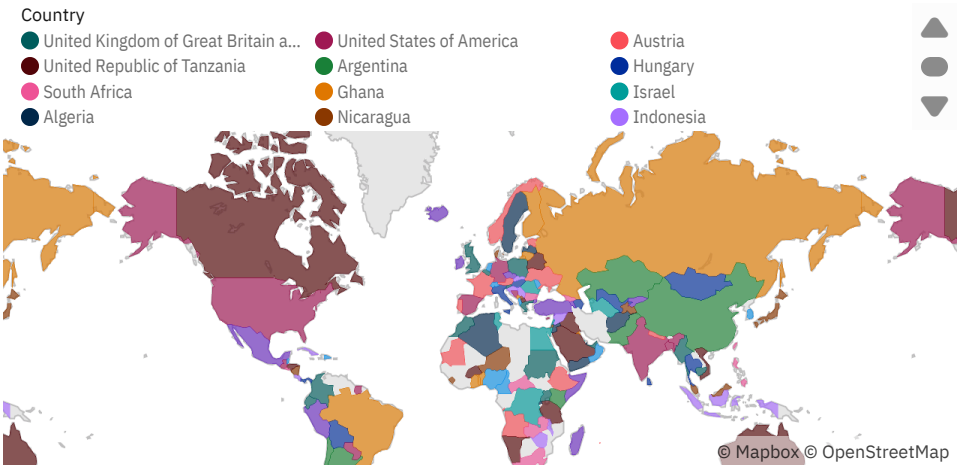 Country
United Kingdom of Great Britain a...
United States of America
Austria
United Republic of Tanzania
Argentina
Hungary
South Africa
Ghana
Israel
Algeria
Nicaragua
Indonesia
© Mapbox © OpenStreetMap